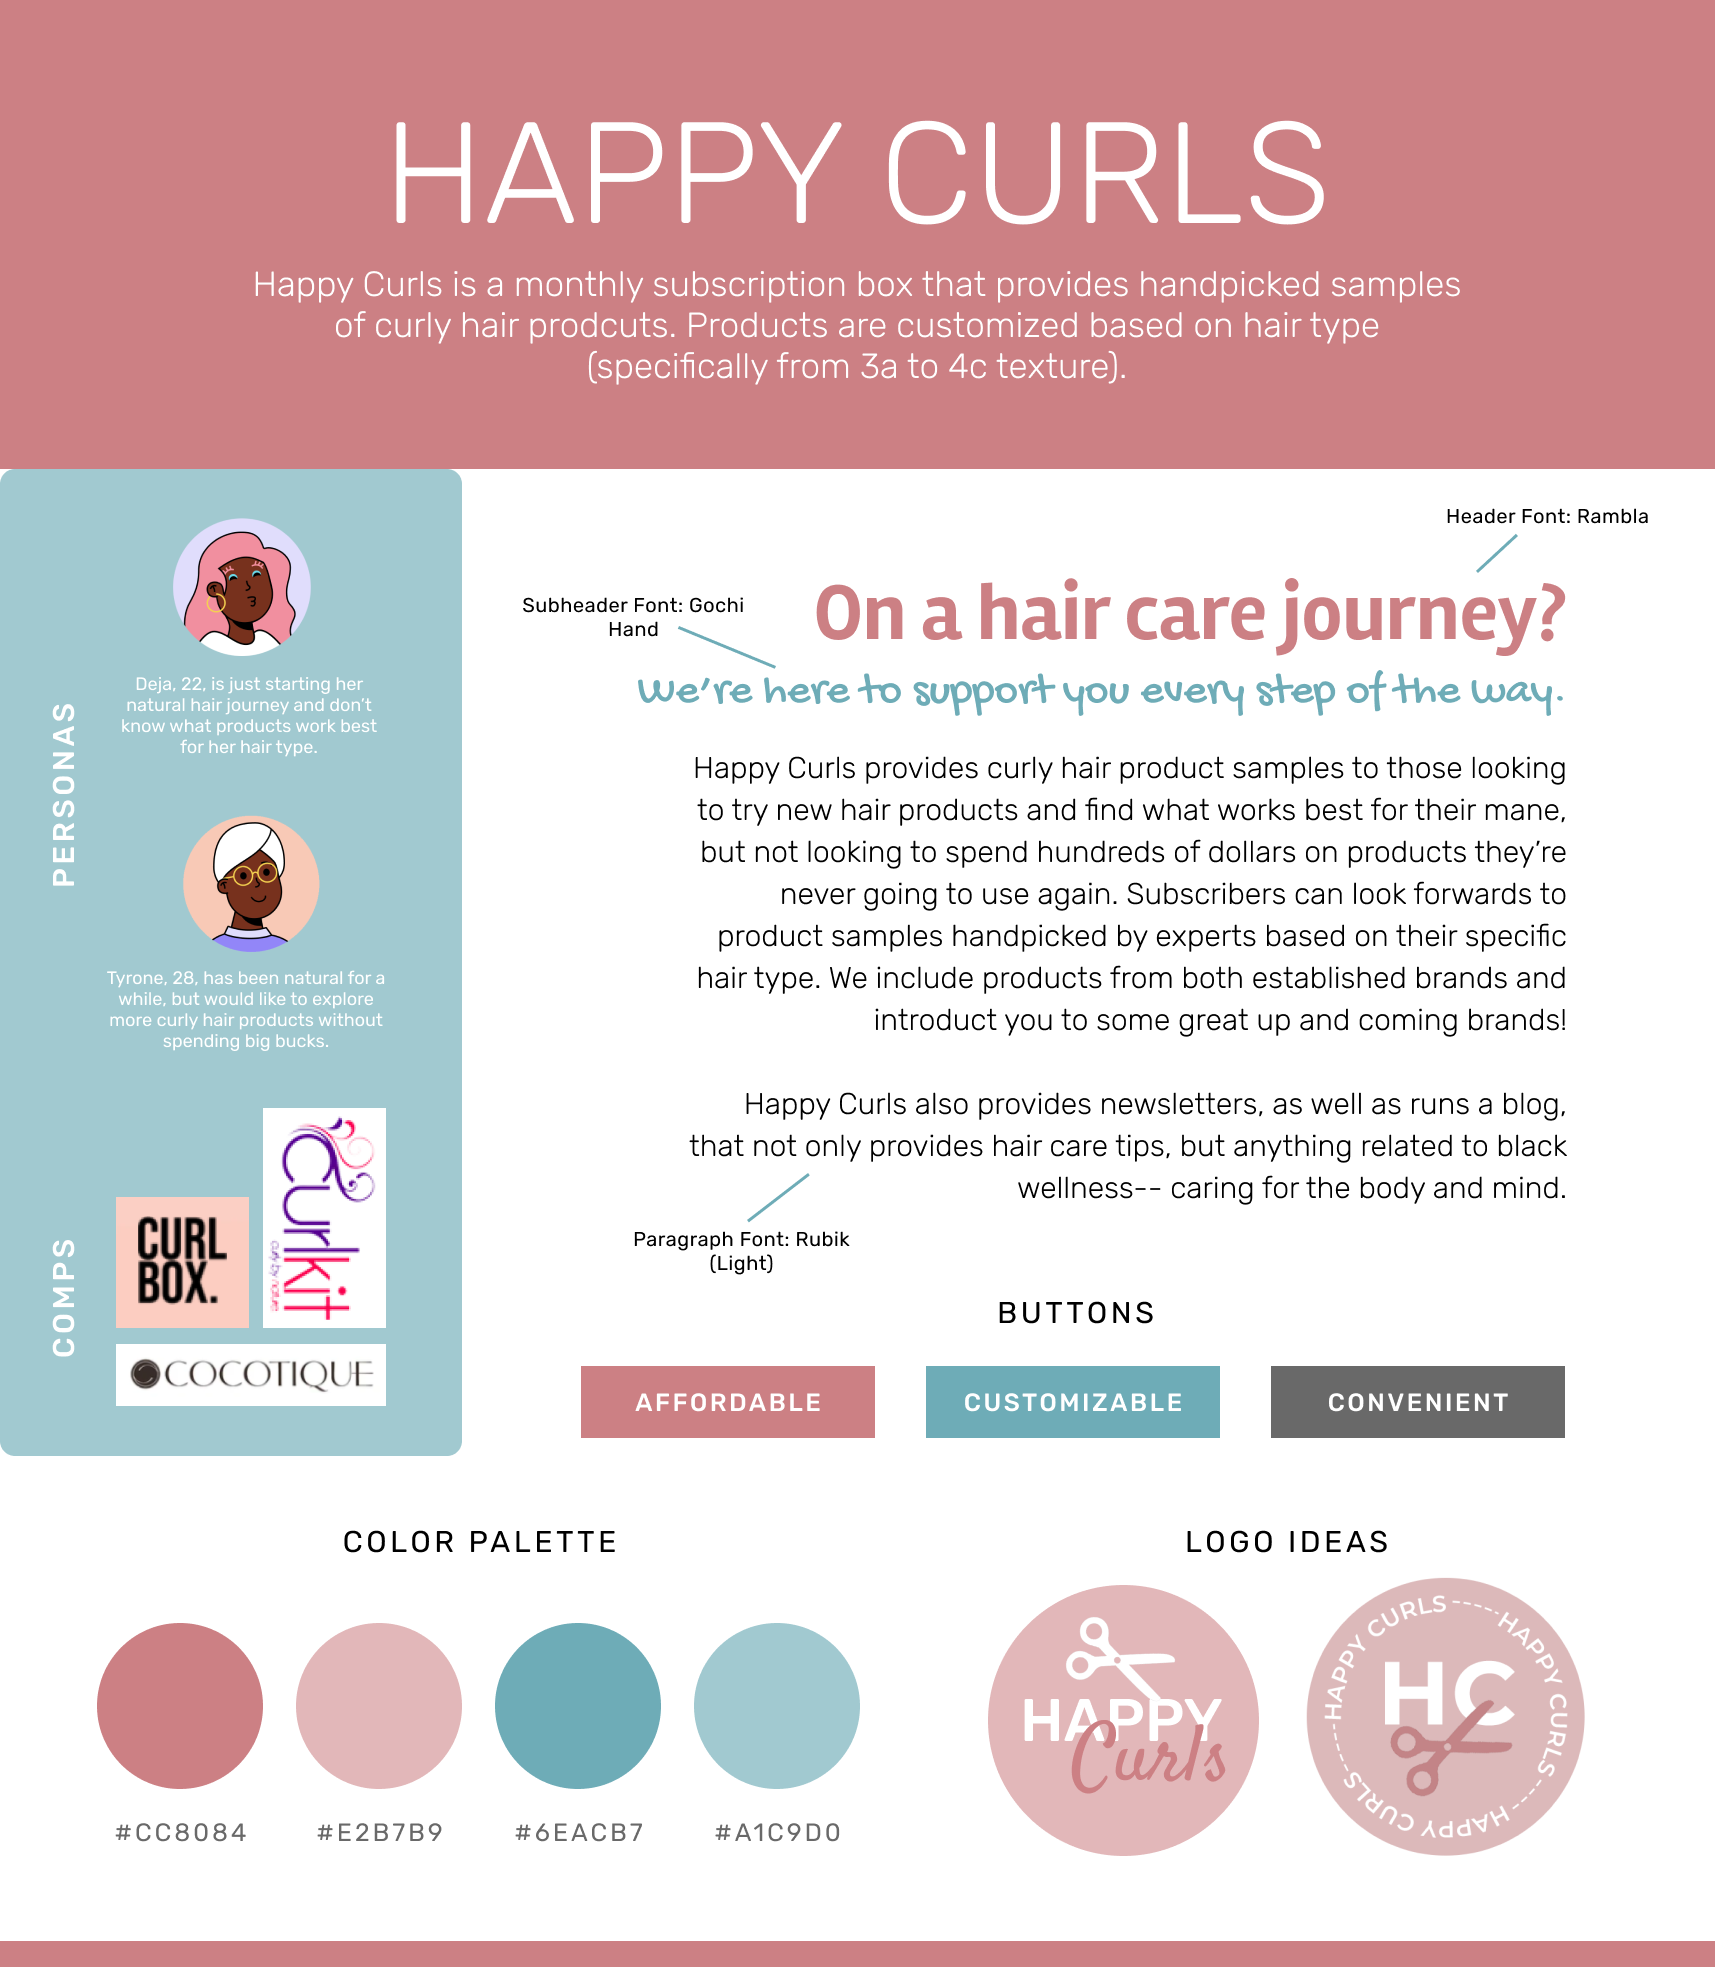 HAPPY CURLS
Happy Curls is a monthly subscription box that provides handpicked samples
of curly hair prodcuts. Products are customized based on hair type
(specifically from 3a to 4c texture).
PERSONAS
Deja, 22, is just starting her
natural hair journey and don't
know what products work best
for her hair type.
Tyrone, 28, has been natural for a
while, but would like to explore
more curly hair products without
spending big bucks.
COMPS
CURL
BOX.
curlkit
curly by nature
COCOTIQUE
Header Font: Rambla
On a hair care journey?
Subheader Font: Gochi
Hand
We're here to support you every step of the way.
Happy Curls provides curly hair product samples to those looking
to try new hair products and find what works best for their mane,
but not looking to spend hundreds of dollars on products they're
never going to use again. Subscribers can look forwards to
product samples handpicked by experts based on their specific
hair type. We include products from both established brands and
introduct you to some great up and coming brands!
Happy Curls also provides newsletters, as well as runs a blog,
that not only provides hair care tips, but anything related to black
wellness-- caring for the body and mind.
Paragraph Font: Rubik
(Light)
BUTTONS
AFFORDABLE
CUSTOMIZABLE
CONVENIENT
COLOR PALETTE
#CC8084
#E2B7B9
#6EACB7
#A1C9D0
LOGO IDEAS
HAPPY
Curls
HAPPY CURLS-----HAPPY CURLS-----HAPPY CURLS-----
HC